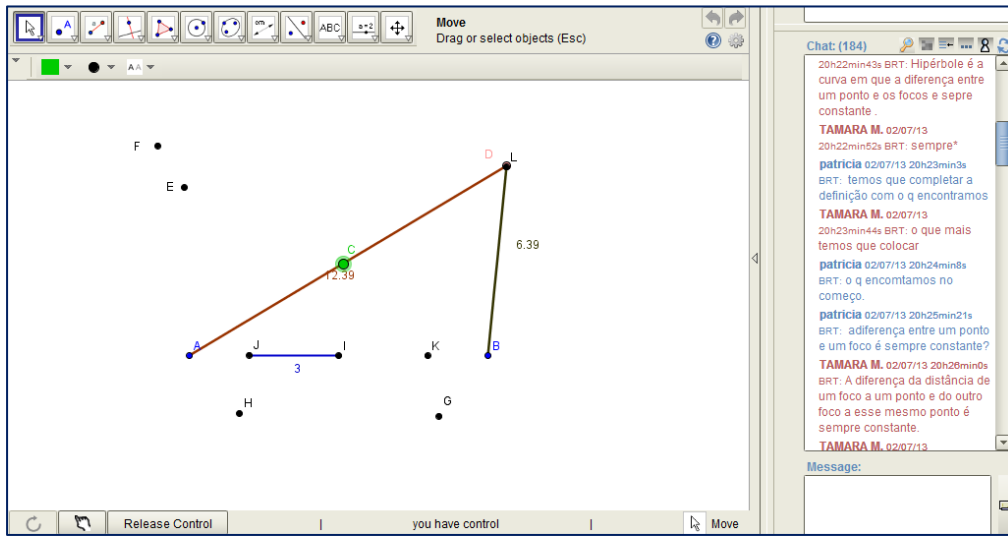 ABC
a=2
Move
Drag or select objects (Esc)
AA
F
E
D
L
C
12.39
6.39
A
J
I
K
B
3
H
G
Release Control
you have control
Move
Chat: (184)
20h22min43s BRT: Hipérbole é a
curva em que a diferença entre
um ponto e os focos e sepre
constante .
TAMARA M. 02/07/13
20h22min52s BRT: sempre*
patricia 02/07/13 20h23min3s
BRT: temos que completar a
definição com o q encontramos
TAMARA M. 02/07/13
20h23min44s BRT: o que mais
temos que colocar
patricia 02/07/13 20h24min8s
BRT: o q encomtamos no
começo.
patricia 02/07/13 20h25min21s
BRT: adiferença entre um ponto
e um foco é sempre constante?
TAMARA M. 02/07/13 20h26min0s
BRT: A diferença da distância de
um foco a um ponto e do outro
foco a esse mesmo ponto é
sempre constante.
TAMARA M. 02/07/13
Message: